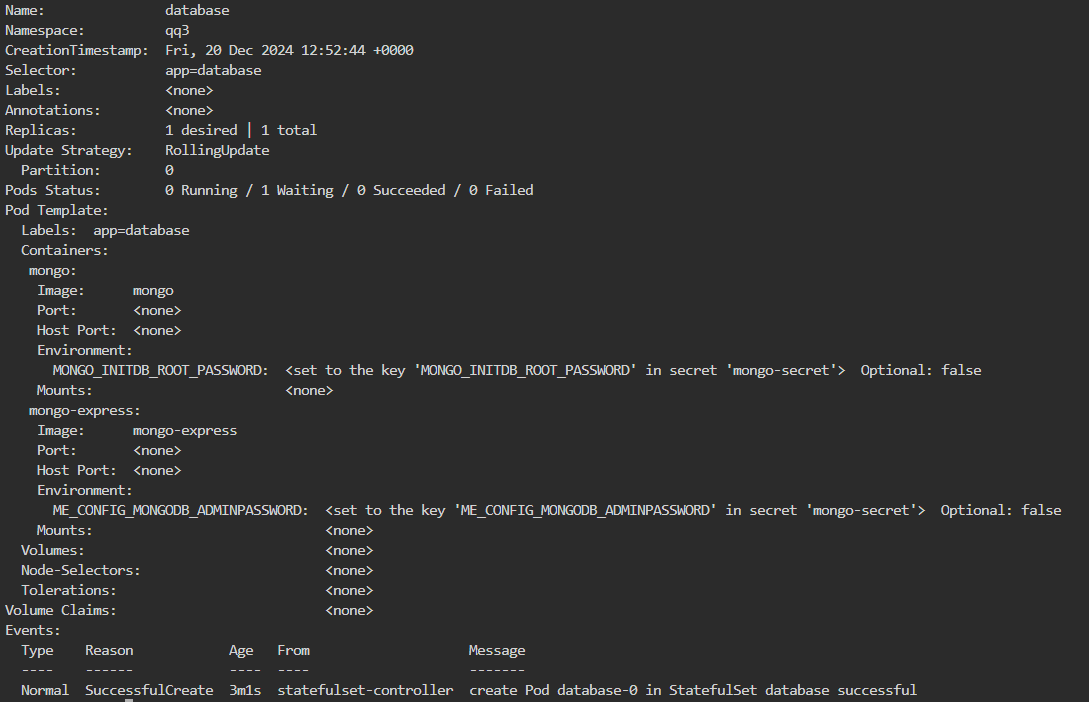 Name:               database
Namespace:          qq3
CreationTimestamp:  Fri, 20 Dec 2024 12:52:44 +0000
Selector:           app=database
Labels:             <none>
Annotations:        <none>
Replicas:           1 desired | 1 total
Update Strategy:    RollingUpdate
  Partition:        0
Pods Status:        0 Running / 1 Waiting / 0 Succeeded / 0 Failed
Pod Template:
  Labels:  app=database
  Containers:
   mongo:
    Image:      mongo
    Port:       <none>
    Host Port:  <none>
    Environment:
      MONGO_INITDB_ROOT_PASSWORD:  <set to the key 'MONGO_INITDB_ROOT_PASSWORD' in secret 'mongo-secret'>  Optional: false
    Mounts:                        <none>
   mongo-express:
    Image:      mongo-express
    Port:       <none>
    Host Port:  <none>
    Environment:
      ME_CONFIG_MONGODB_ADMINPASSWORD:  <set to the key 'ME_CONFIG_MONGODB_ADMINPASSWORD' in secret 'mongo-secret'>  Optional: false
    Mounts:                             <none>
  Volumes:                              <none>
  Node-Selectors:                       <none>
  Tolerations:                          <none>
Volume Claims:                          <none>
Events:
  Type    Reason            Age   From                    Message
  ----    ------            ----  ----                    -------
  Normal  SuccessfulCreate  3m1s  statefulset-controller  create Pod database-0 in StatefulSet database successful